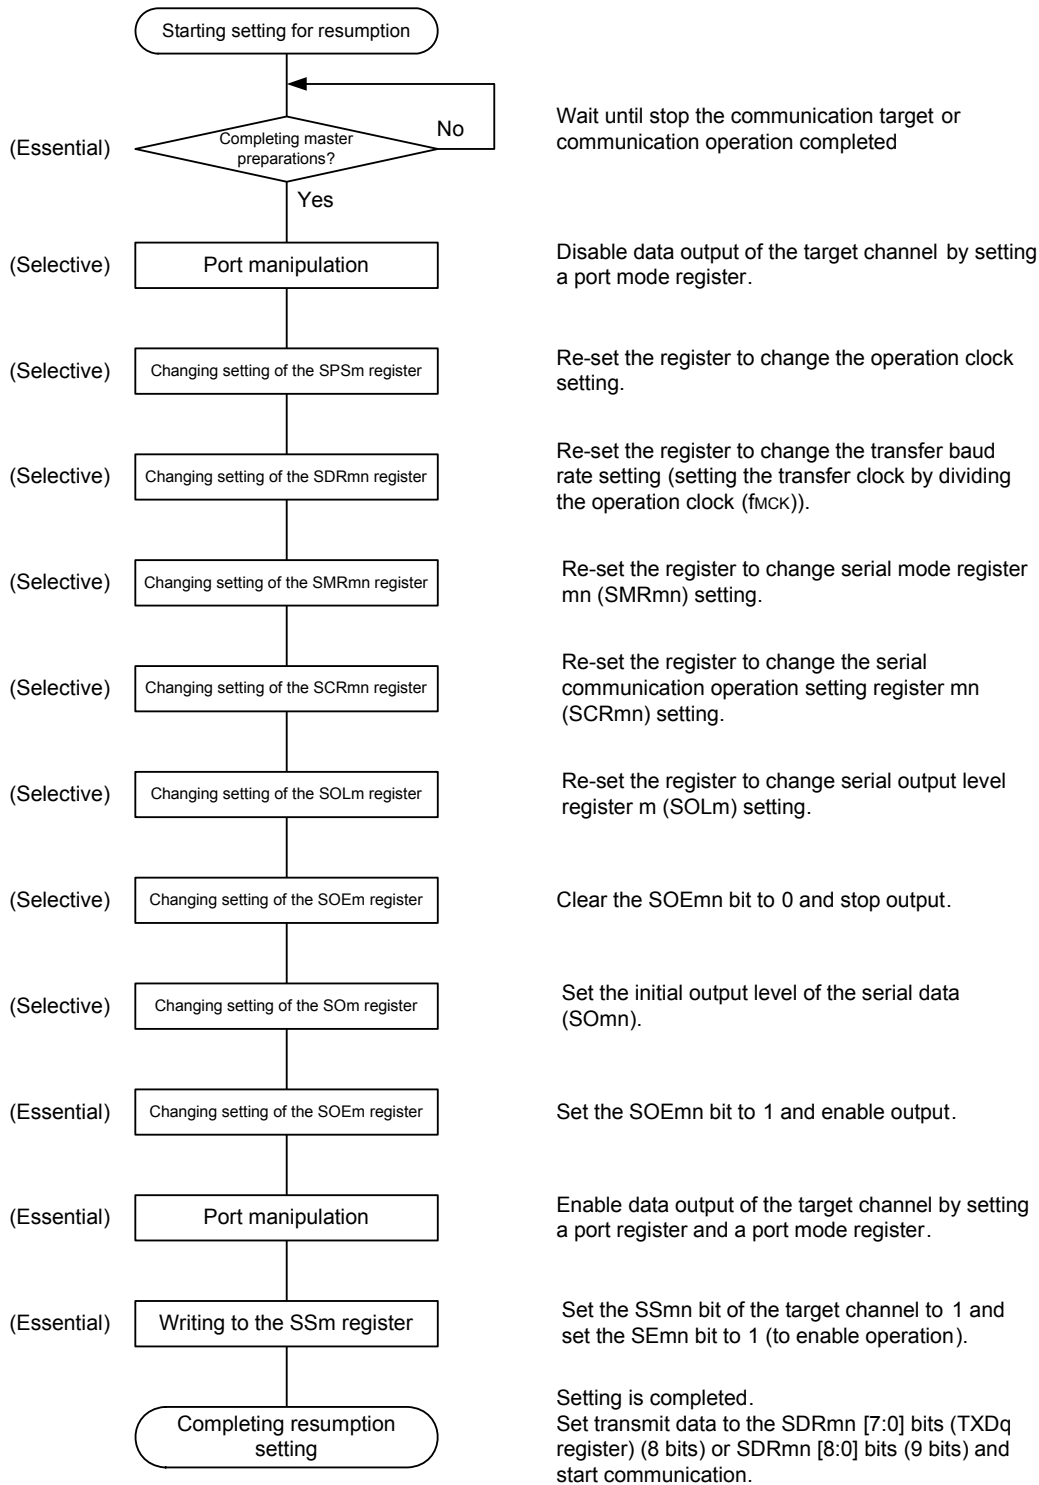 Starting setting for resumption
(Essential)
Completing master
preparations?
No
Yes
Wait until stop the communication target or
communication operation completed
(Selective)
Port manipulation
Disable data output of the target channel by setting
a port mode register.
(Selective)
Changing setting of the SPSm register
Re-set the register to change the operation clock
setting.
(Selective)
Changing setting of the SDRmn register
Re-set the register to change the transfer baud
rate setting (setting the transfer clock by dividing
the operation clock (fMCK)).
(Selective)
Changing setting of the SMRmn register
Re-set the register to change serial mode register
mn (SMRmn) setting.
(Selective)
Changing setting of the SCRmn register
Re-set the register to change the serial
communication operation setting register mn
(SCRmn) setting.
(Selective)
Changing setting of the SOLm register
Re-set the register to change serial output level
register m (SOLm) setting.
(Selective)
Changing setting of the SOEm register
Clear the SOEmn bit to 0 and stop output.
(Selective)
Changing setting of the SOm register
Set the initial output level of the serial data
(SOmn).
(Essential)
Changing setting of the SOEm register
Set the SOEmn bit to 1 and enable output.
(Essential)
Port manipulation
Enable data output of the target channel by setting
a port register and a port mode register.
(Essential)
Writing to the SSm register
Set the SSmn bit of the target channel to 1 and
set the SEmn bit to 1 (to enable operation).
Completing resumption
setting
Setting is completed.
Set transmit data to the SDRmn [7:0] bits (TXDq
register) (8 bits) or SDRmn [8:0] bits (9 bits) and
start communication.